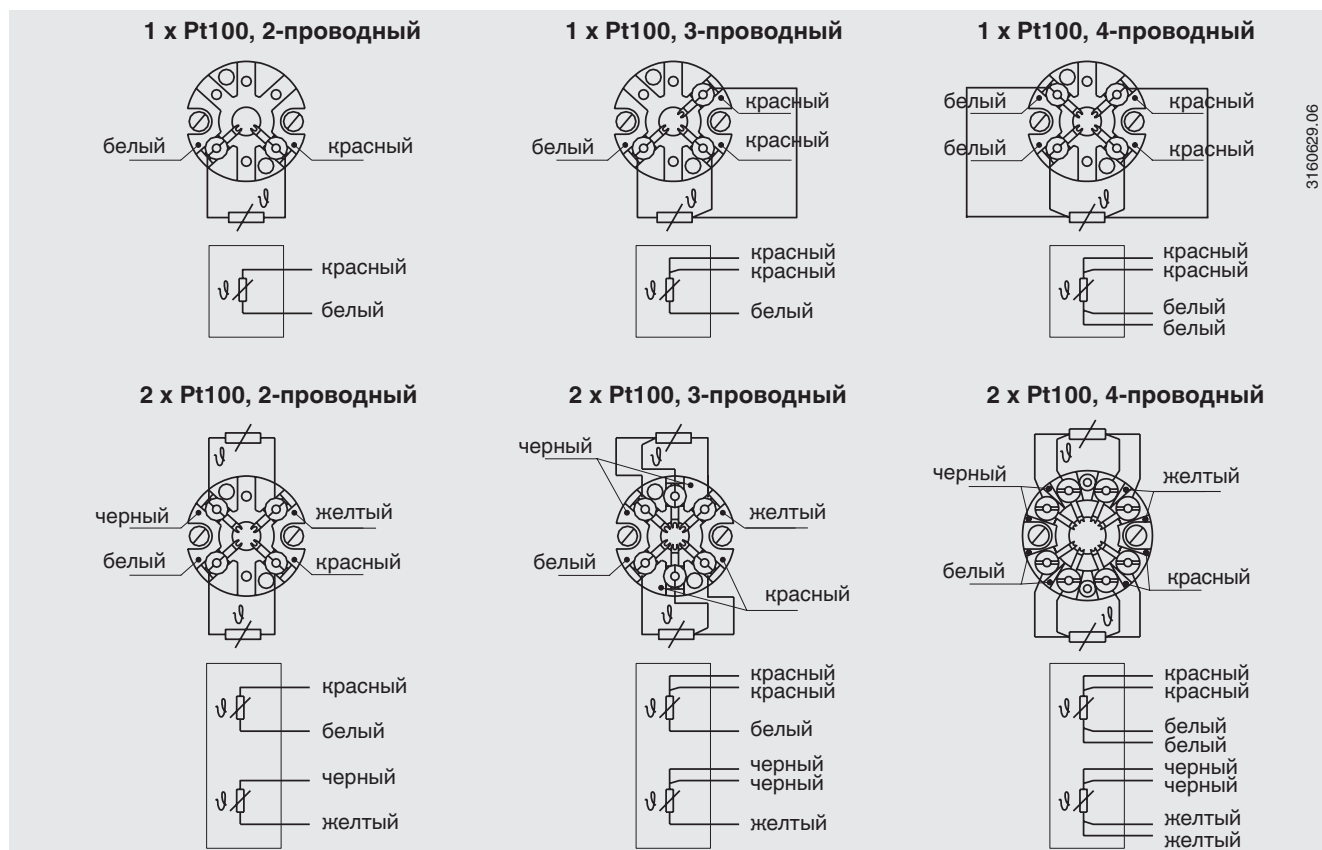 1 x Pt100, 2-проводный
белый
красный
ϑ
ϑ
красный
белый
1 x Pt100, 3-проводный
красный
белый
красный
ϑ
ϑ
красный
красный
белый
1 x Pt100, 4-проводный
белый
красный
белый
красный
ϑ
ϑ
красный
красный
белый
белый
3160629.06
2 x Pt100, 2-проводный
ϑ
черный
желтый
белый
красный
ϑ
ϑ
красный
белый
ϑ
черный
желтый
2 x Pt100, 3-проводный
черный
ϑ
желтый
белый
красный
ϑ
ϑ
красный
красный
белый
ϑ
черный
черный
желтый
2 x Pt100, 4-проводный
ϑ
черный
желтый
белый
красный
ϑ
ϑ
красный
красный
белый
белый
ϑ
черный
черный
желтый
желтый